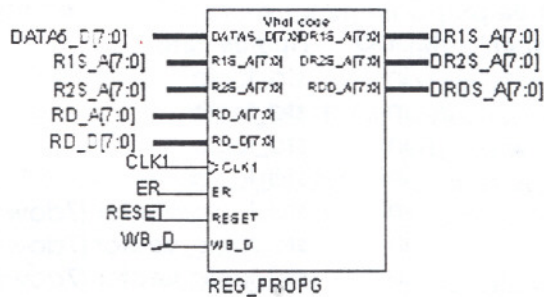 Vhdl code
DATA5_D[7:0] DATA5_D[7:0] DR1S_A[7:0] DR1S_A[7:0]
R1S_A[7:0] R1S_A[7:0] DR2S_A[7:0] DR2S_A[7:0]
R2S_A[7:0] R2S_A[7:0] RDD_A[7:0] DRDS_A[7:0]
RD_A[7:0] RD_A[7:0]
RD_D[7:0] RD_D[7:0]
CLK1 CLK1
ER ER
RESET RESET
WB_D WB_D
REG_PROPG